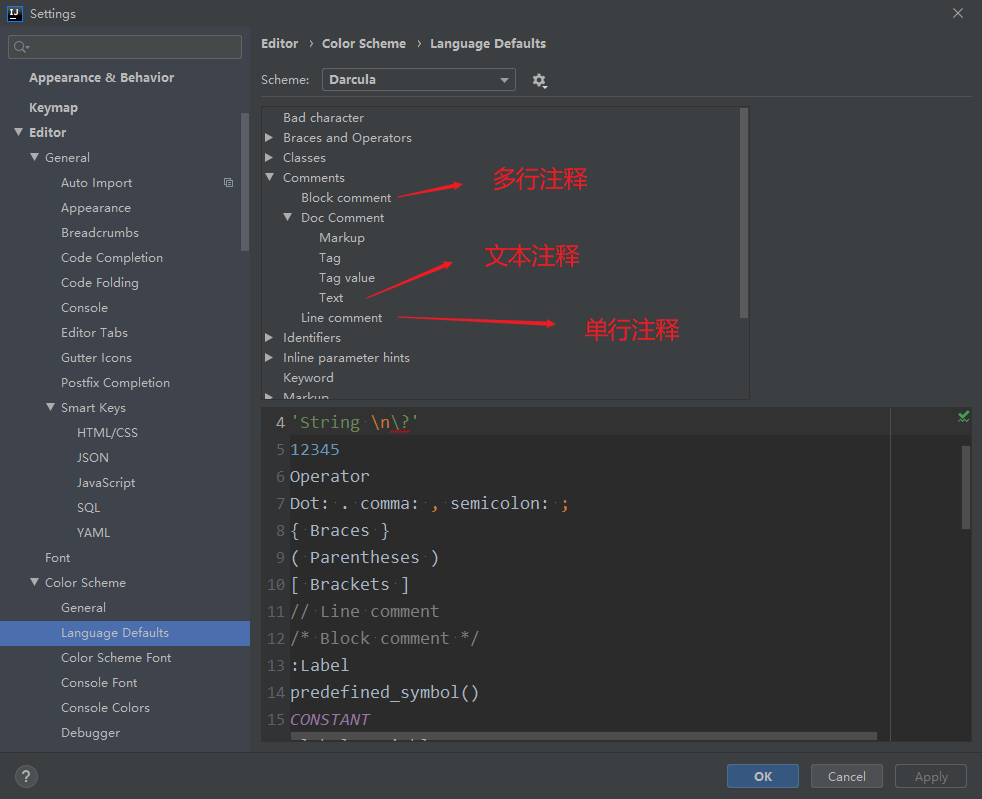 IJ Settings
Appearance & Behavior
Keymap
Editor
General
Auto Import
Appearance
Breadcrumbs
Code Completion
Code Folding
Console
Editor Tabs
Gutter Icons
Postfix Completion
Smart Keys
HTML/CSS
JSON
JavaScript
SQL
YAML
Font
Color Scheme
General
Language Defaults
Color Scheme Font
Console Font
Console Colors
Debugger
Editor › Color Scheme › Language Defaults
Scheme: Darcula
Bad character
Braces and Operators
Classes
Comments
Block comment 多行注释
Doc Comment
Markup
Tag 文本注释
Tag value
Text
Line comment 单行注释
Identifiers
Inline parameter hints
Keyword
Markup
4 'String \n\?'
5 12345
6 Operator
7 Dot: . comma: , semicolon: ;
8 { Braces }
9 ( Parentheses )
10 [ Brackets ]
11 // Line comment
12 /* Block comment */
13 :Label
14 predefined_symbol()
15 CONSTANT
? OK Cancel Apply